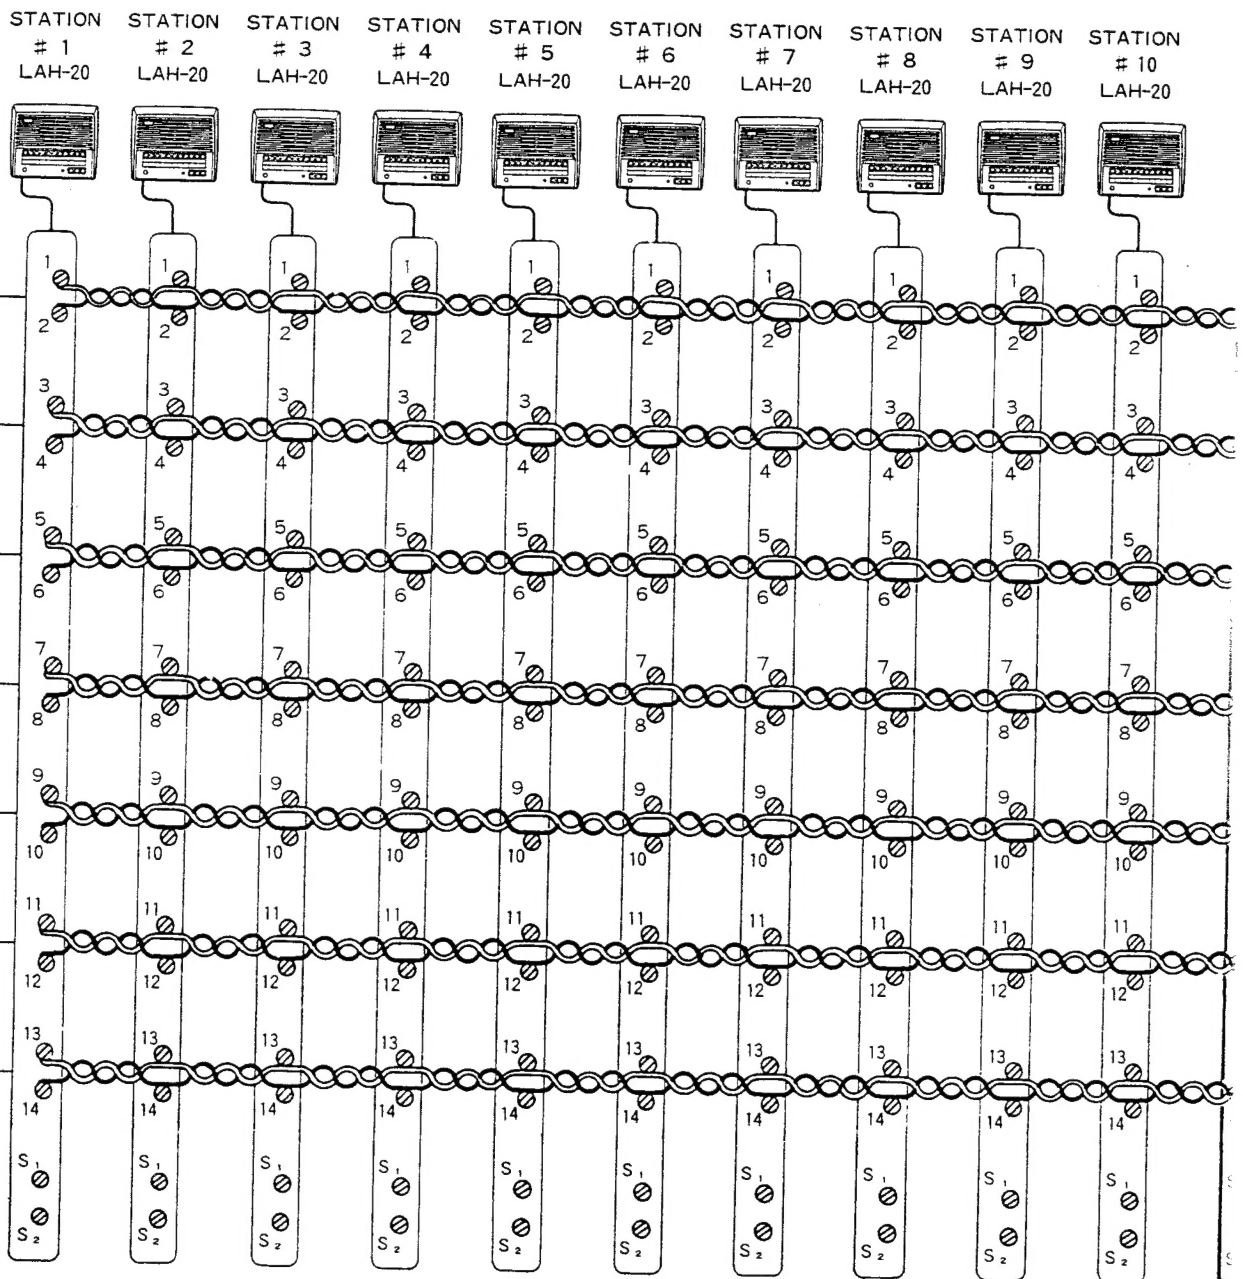 STATION STATION STATION STATION STATION STATION STATION STATION STATION STATION
# 1 # 2 # 3 # 4 # 5 # 6 # 7 # 8 # 9 # 10
LAH-20 LAH-20 LAH-20 LAH-20 LAH-20 LAH-20 LAH-20 LAH-20 LAH-20 LAH-20
1 1 1 1 1 1 1 1 1 1
2 2 2 2 2 2 2 2 2 2
3 3 3 3 3 3 3 3 3 3
4 4 4 4 4 4 4 4 4 4
5 5 5 5 5 5 5 5 5 5
6 6 6 6 6 6 6 6 6 6
7 7 7 7 7 7 7 7 7 7
8 8 8 8 8 8 8 8 8 8
9 9 9 9 9 9 9 9 9 9
10 10 10 10 10 10 10 10 10 10
11 11 11 11 11 11 11 11 11 11
12 12 12 12 12 12 12 12 12 12
13 13 13 13 13 13 13 13 13 13
14 14 14 14 14 14 14 14 14 14
S₁ S₁ S₁ S₁ S₁ S₁ S₁ S₁ S₁ S₁
S₂ S₂ S₂ S₂ S₂ S₂ S₂ S₂ S₂ S₂